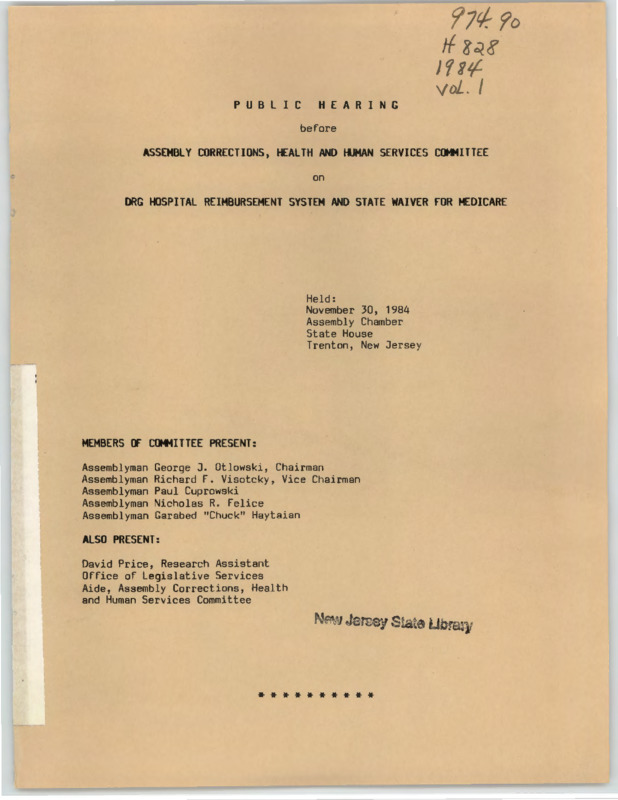 974.90
H 828
1984
VOL. 1
PUBLIC HEARING
before
ASSEMBLY CORRECTIONS, HEALTH AND HUMAN SERVICES COMMITTEE
on
DRG HOSPITAL REIMBURSEMENT SYSTEM AND STATE WAIVER FOR MEDICARE
Held:
November 30, 1984
Assembly Chamber
State House
Trenton, New Jersey
MEMBERS OF COMMITTEE PRESENT:
Assemblyman George J. Otlowski, Chairman
Assemblyman Richard F. Visotcky, Vice Chairman
Assemblyman Paul Cuprowski
Assemblyman Nicholas R. Felice
Assemblyman Garabed "Chuck" Haytaian
ALSO PRESENT:
David Price, Research Assistant
Office of Legislative Services
Aide, Assembly Corrections, Health
and Human Services Committee
New Jersey State Library
* * * * * * * * * *